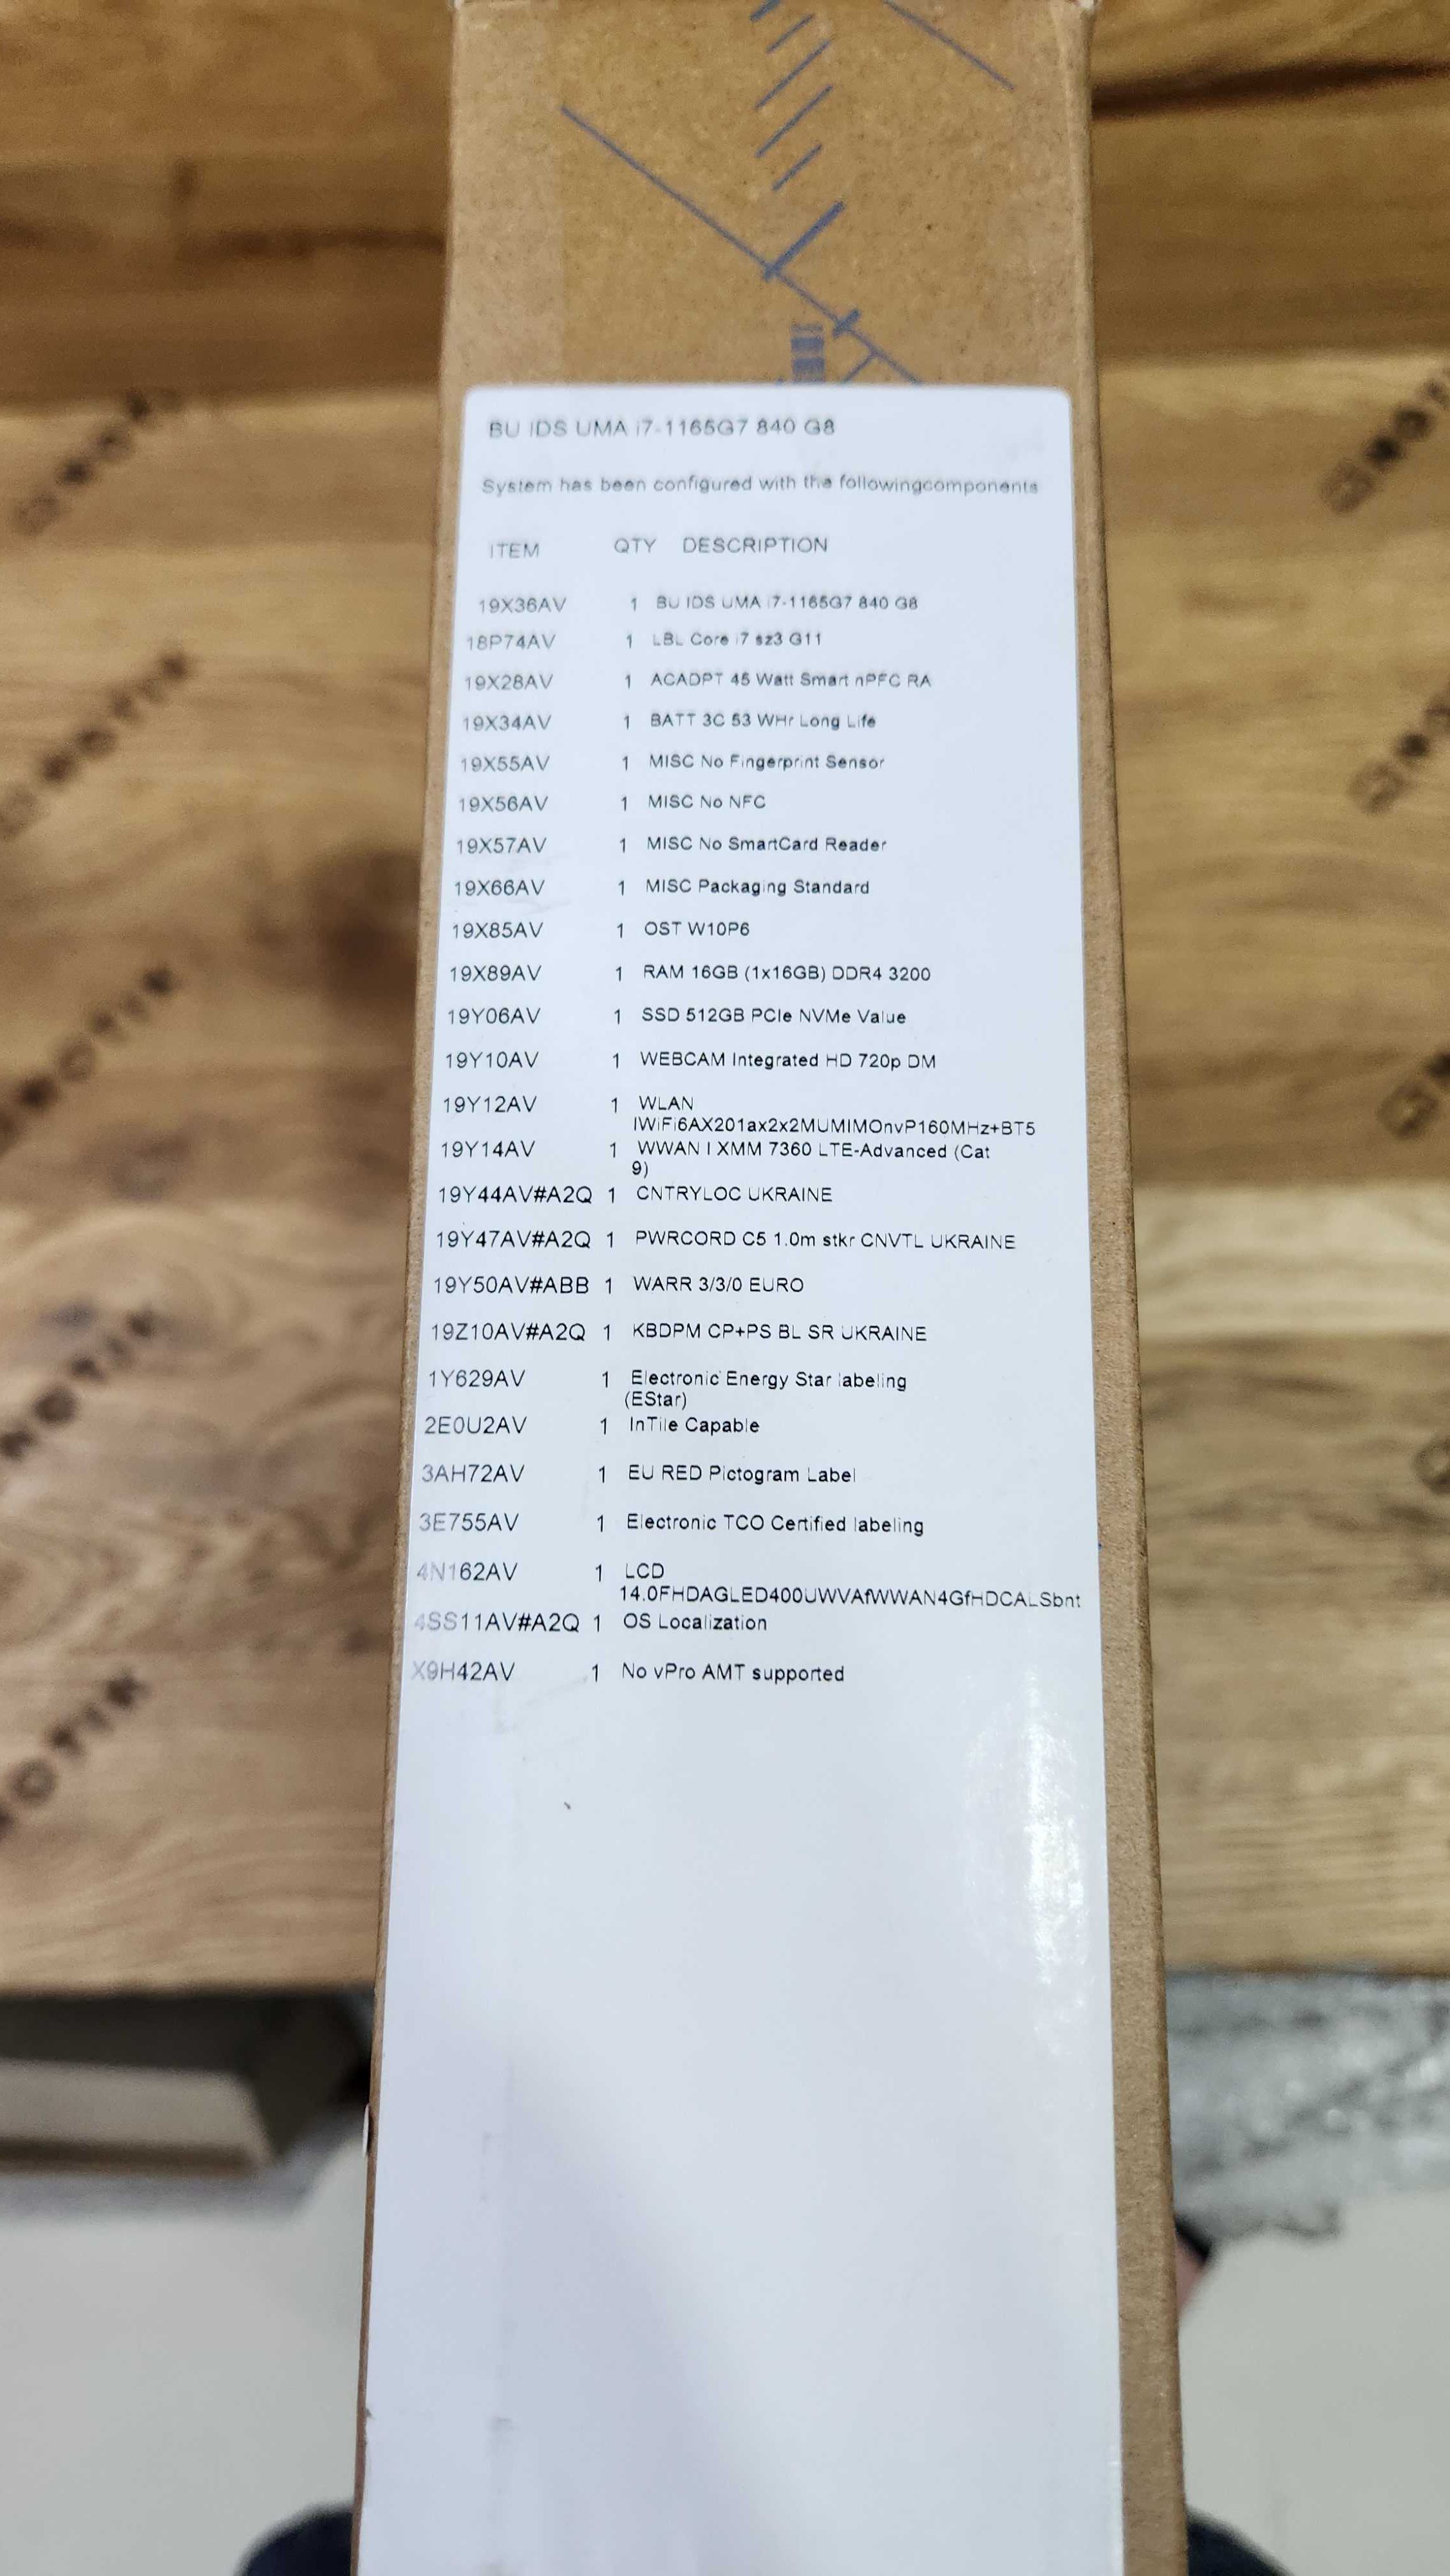 BU IDS UMA i7-1165G7 840 G8
System has been configured with the followingcomponents
ITEM QTY DESCRIPTION
19X36AV 1 BU IDS UMA i7-1165G7 840 G8
18P74AV 1 LBL Core i7 sz3 G11
19X28AV 1 ACADPT 45 Watt Smart nPFC RA
19X34AV 1 BATT 3C 53 WHr Long Life
19X55AV 1 MISC No Fingerprint Sensor
19X56AV 1 MISC No NFC
19X57AV 1 MISC No SmartCard Reader
19X66AV 1 MISC Packaging Standard
19X85AV 1 OST W10P6
19X89AV 1 RAM 16GB (1x16GB) DDR4 3200
19Y06AV 1 SSD 512GB PCIe NVMe Value
19Y10AV 1 WEBCAM Integrated HD 720p DM
19Y12AV 1 WLAN
IWiFi6AX201ax2x2MUMIMOnvP160MHz+BT5
19Y14AV 1 WWAN I XMM 7360 LTE-Advanced (Cat
9)
19Y44AV#A2Q 1 CNTRYLOC UKRAINE
19Y47AV#A2Q 1 PWRCORD C5 1.0m stkr CNVTL UKRAINE
19Y50AV#ABB 1 WARR 3/3/0 EURO
19Z10AV#A2Q 1 KBDPM CP+PS BL SR UKRAINE
1Y629AV 1 Electronic Energy Star labeling
(EStar)
2E0U2AV 1 InTile Capable
3AH72AV 1 EU RED Pictogram Label
3E755AV 1 Electronic TCO Certified labeling
4N162AV 1 LCD
14.0FHDAGLED400UWVAfWWAN4GfHDCALSbnt
4SS11AV#A2Q 1 OS Localization
X9H42AV 1 No vPro AMT supported